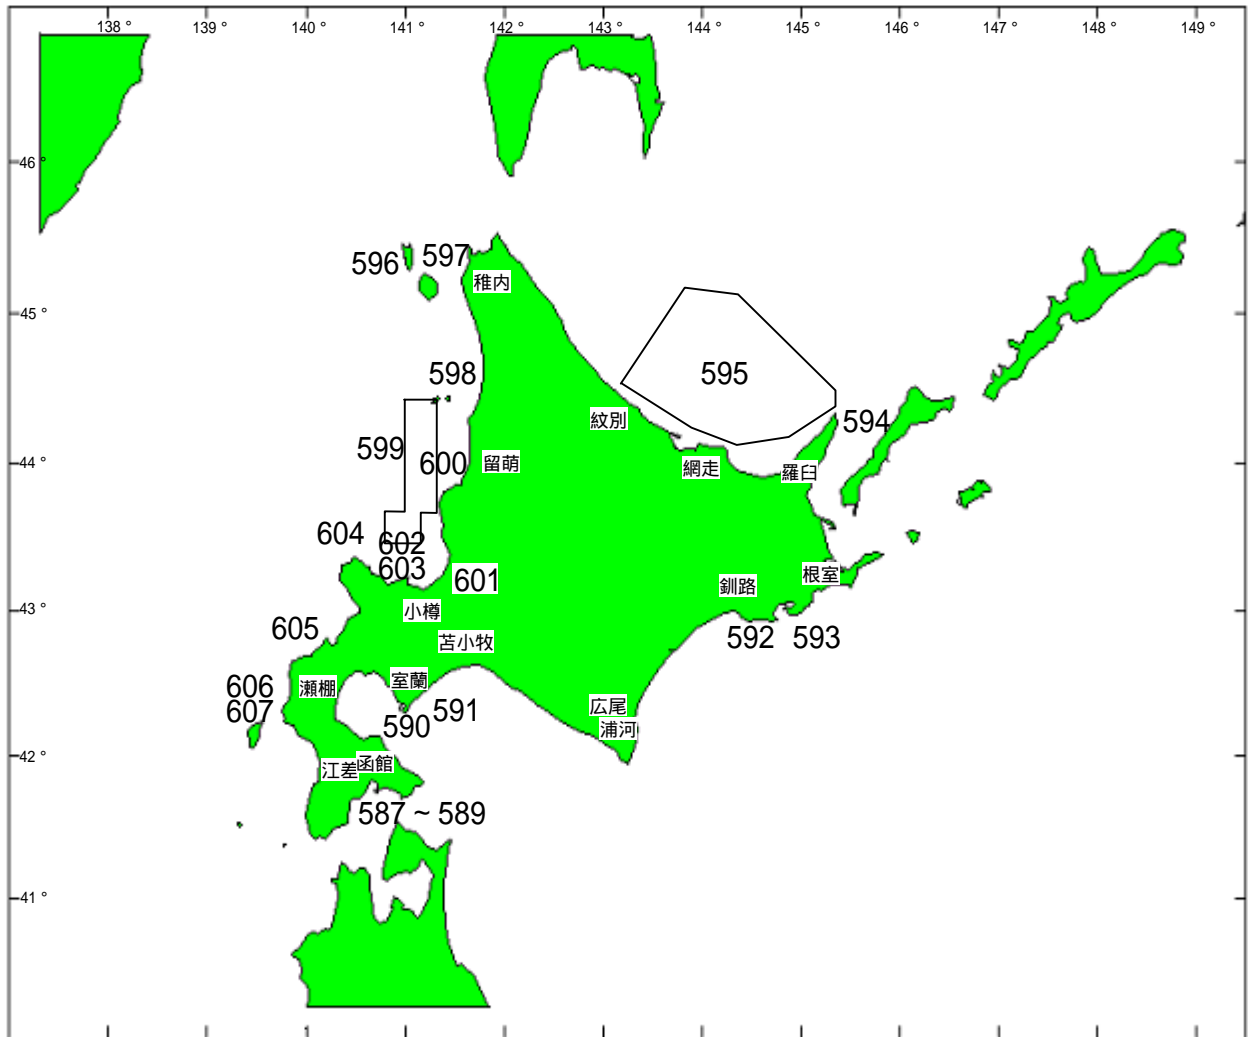 138 ° 139 ° 140 ° 141 ° 142 ° 143 ° 144 ° 145 ° 146 ° 147 ° 148 ° 149 °
46 °
597
596
稚内
45 °
595
598
紋別
594
599
600
留萌
44 °
網走
羅臼
604
602
603
601
根室
釧路
43 °
小樽
605
苫小牧
592
593
室蘭
606
瀬棚
607
591
広尾
590
浦河
42 °
函館
江差
587 ~ 589
41 °